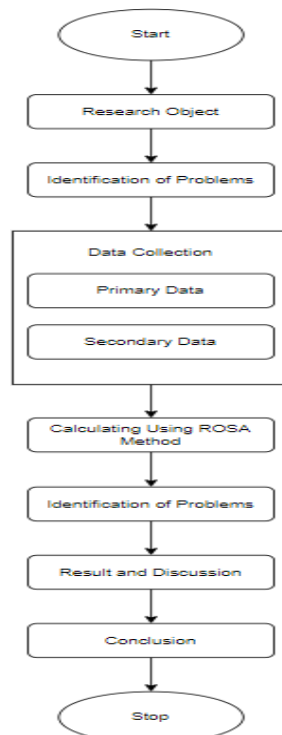 Start
Research Object
Identification of Problems
Data Collection
Primary Data
Secondary Data
Calculating Using ROSA
Method
Identification of Problems
Result and Discussion
Conclusion
Stop